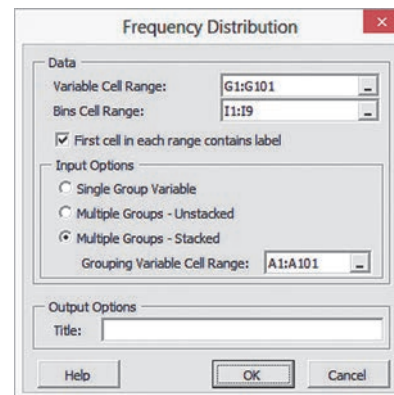 Frequency Distribution
Data
Variable Cell Range: G1:G101
Bins Cell Range: I1:I9
First cell in each range contains label
Input Options
Single Group Variable
Multiple Groups - Unstacked
Multiple Groups - Stacked
Grouping Variable Cell Range: A1:A101
Output Options
Title:
Help OK Cancel